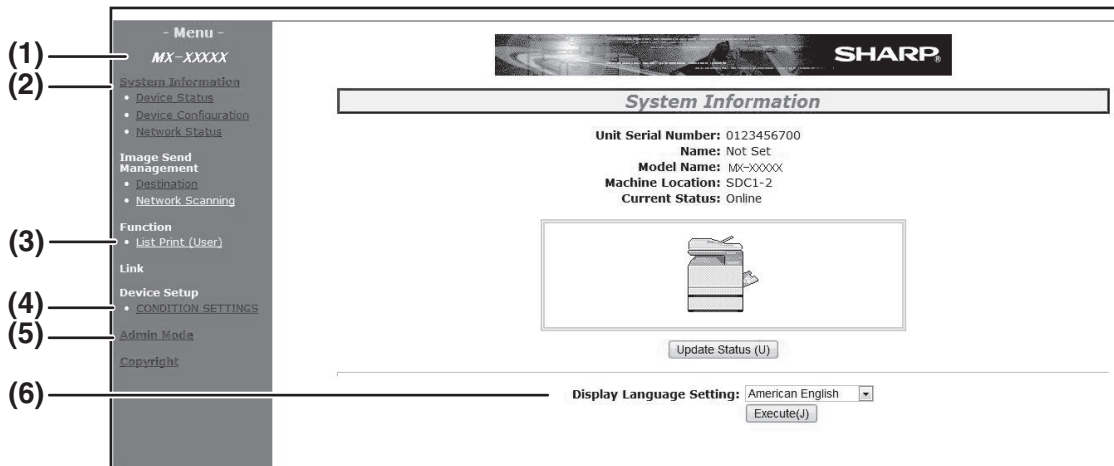 - Menu -
(1)
MX-XXXXX
(2)
System Information
• Device Status
• Device Configuration
• Network Status
Image Send
Management
• Destination
• Network Scanning
Function
(3)
• List Print (User)
Link
Device Setup
(4)
• CONDITION SETTINGS
(5)
Admin Mode
Copyright
(6)
SHARP®
System Information
Unit Serial Number: 0123456700
Name: Not Set
Model Name: MX-XXXXX
Machine Location: SDC1-2
Current Status: Online
Update Status (U)
Display Language Setting: American English
Execute(J)